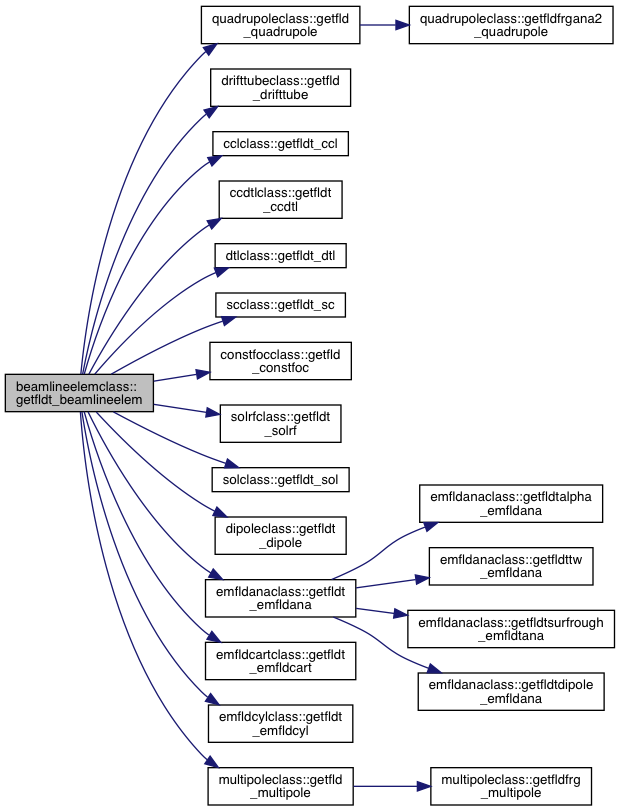 quadrupoleclass::getfld
_quadrupole
quadrupoleclass::getfldfrgana2
_quadrupole
drifttubeclass::getfld
_drifttube
cclclass::getfldt_ccl
ccdtlclass::getfldt
_ccdtl
dtlclass::getfldt_dtl
scclass::getfldt_sc
constfocclass::getfld
_constfoc
beamlineelemclass::
getfldt_beamlineelem
solrfclass::getfldt
_solrf
solclass::getfldt_sol
dipoleclass::getfldt
_dipole
emfldanaclass::getfldtalpha
_emfldana
emfldanaclass::getfldttw
_emfldana
emfldanaclass::getfldt
_emfldana
emfldanaclass::getfldtsurfrough
_emfldtana
emfldcartclass::getfldt
_emfldcart
emfldanaclass::getfldtdipole
_emfldana
emfldcylclass::getfldt
_emfldcyl
multipoleclass::getfld
_multipole
multipoleclass::getfldfrg
_multipole